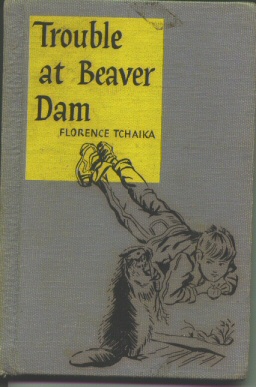 Trouble
at Beaver
Dam
FLORENCE TCHAIKA